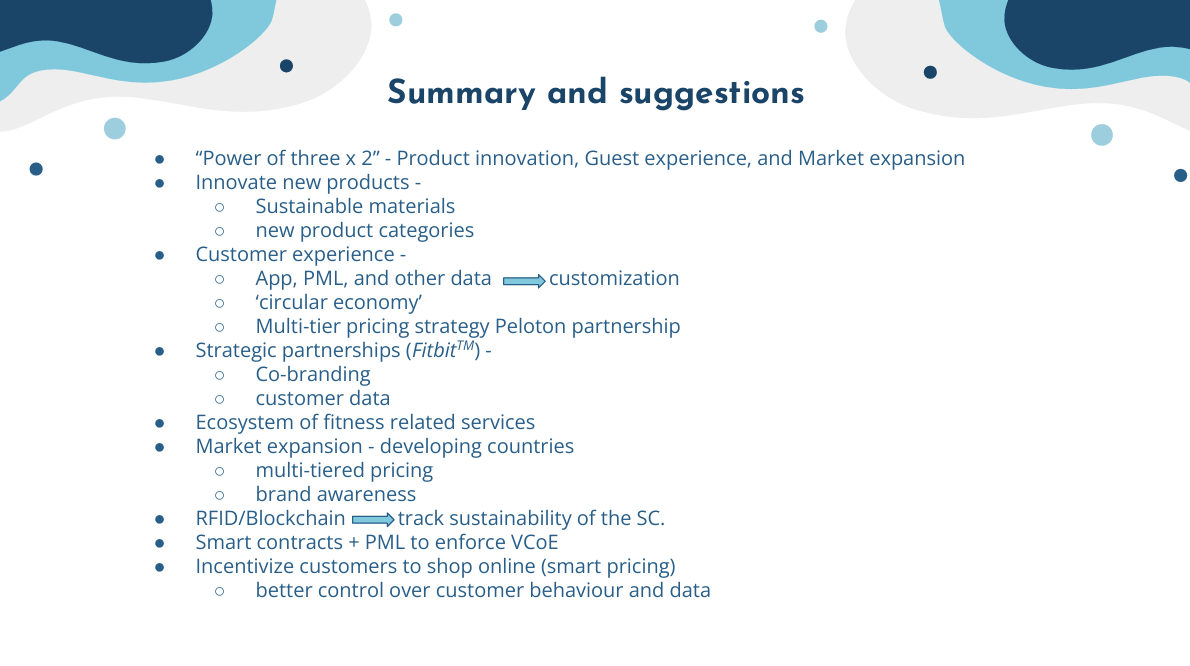 Summary and suggestions
● “Power of three x 2” - Product innovation, Guest experience, and Market expansion
● Innovate new products -
○ Sustainable materials
○ new product categories
● Customer experience -
○ App, PML, and other data customization
○ ‘circular economy’
○ Multi-tier pricing strategy Peloton partnership
● Strategic partnerships (Fitbit™) -
○ Co-branding
○ customer data
● Ecosystem of fitness related services
● Market expansion - developing countries
○ multi-tiered pricing
○ brand awareness
● RFID/Blockchain track sustainability of the SC.
● Smart contracts + PML to enforce VCoE
● Incentivize customers to shop online (smart pricing)
○ better control over customer behaviour and data